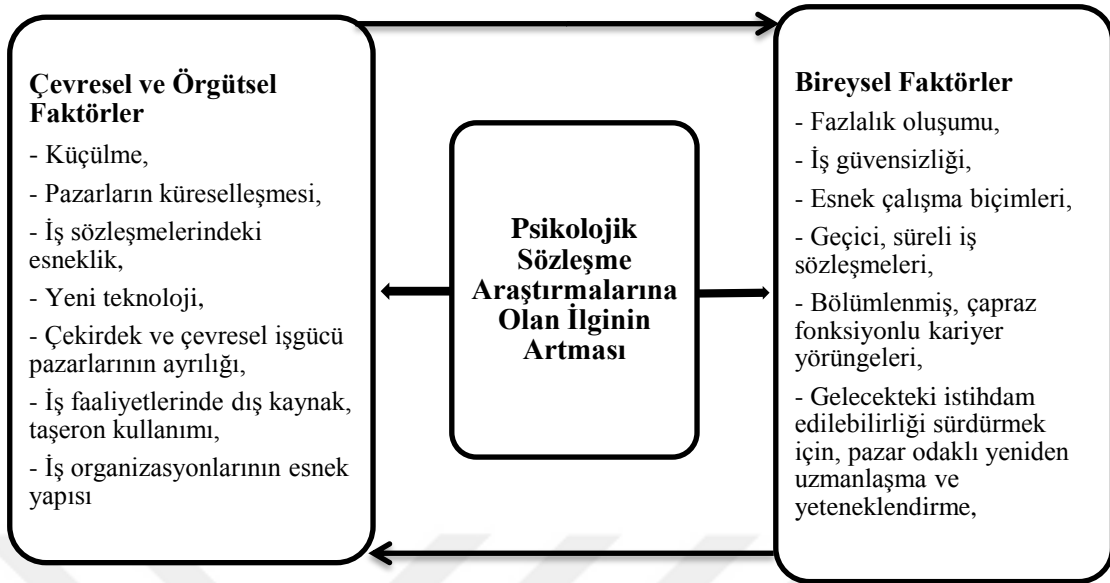 Çevresel ve Örgütsel
Faktörler
- Küçülme,
- Pazarların küreselleşmesi,
- İş sözleşmelerindeki
esneklik,
- Yeni teknoloji,
- Çekirdek ve çevresel işgücü
pazarlarının ayrılığı,
- İş faaliyetlerinde dış kaynak,
taşeron kullanımı,
- İş organizasyonlarının esnek
yapısı
Psikolojik
Sözleşme
Araştırmalarına
Olan İlginin
Artması
Bireysel Faktörler
- Fazlalık oluşumu,
- İş güvensizliği,
- Esnek çalışma biçimleri,
- Geçici, süreli iş
sözleşmeleri,
- Bölümlenmiş, çapraz
fonksiyonlu kariyer
yörüngeleri,
- Gelecekteki istihdam
edilebilirliği sürdürmek
için, pazar odaklı yeniden
uzmanlaşma ve
yeteneklendirme,